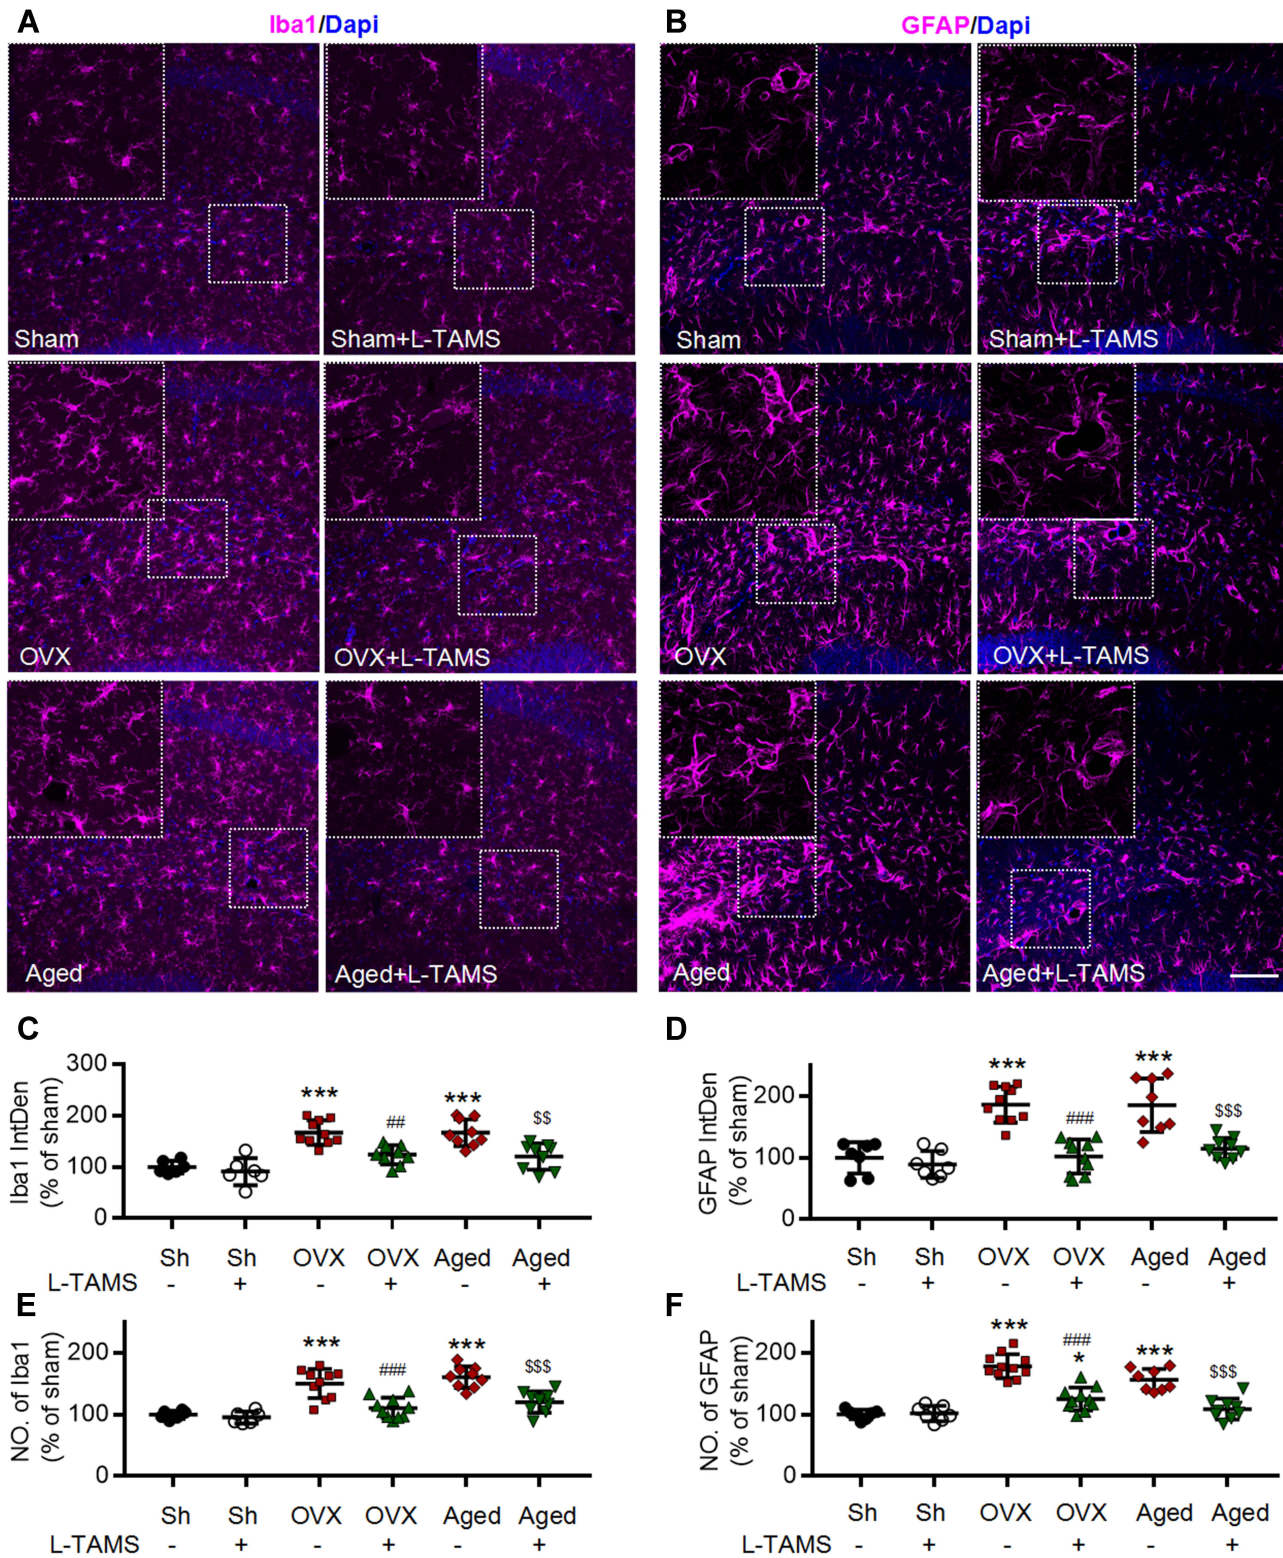 A
Iba1/Dapi
B
GFAP/Dapi
Sham
Sham+L-TAMS
Sham
Sham+L-TAMS
OVX
OVX+L-TAMS
OVX
OVX+L-TAMS
Aged
Aged+L-TAMS
Aged
Aged+L-TAMS
C
Iba1 IntDen
(% of sham)
300
200
100
0
***
##
***
$$
Sh Sh OVX OVX Aged Aged
L-TAMS - + - + - +
D
GFAP IntDen
(% of sham)
200
100
0
***
###
***
$$$
Sh Sh OVX OVX Aged Aged
- + - + - +
E
NO. of Iba1
(% of sham)
200
100
0
***
###
***
$$$
Sh Sh OVX OVX Aged Aged
L-TAMS - + - + - +
F
NO. of GFAP
(% of sham)
200
100
0
***
###
*
***
$$$
Sh Sh OVX OVX Aged Aged
L-TAMS - + - + - +